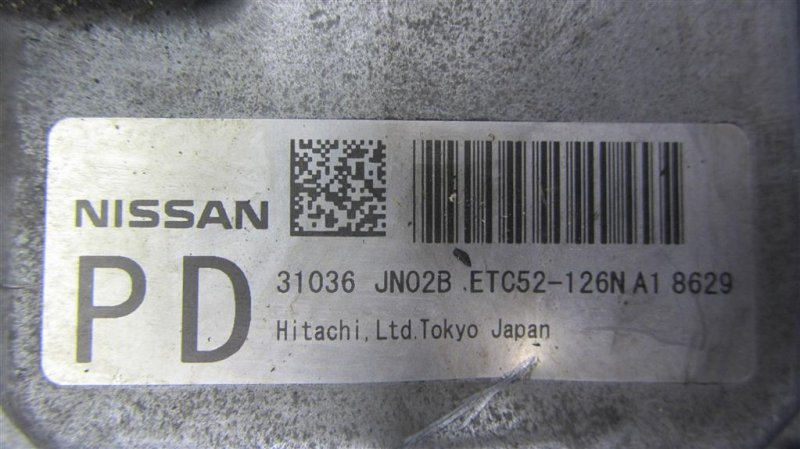 NISSAN
PD
31036 JN02B ETC52-126N A1 8629
Hitachi, Ltd. Tokyo Japan